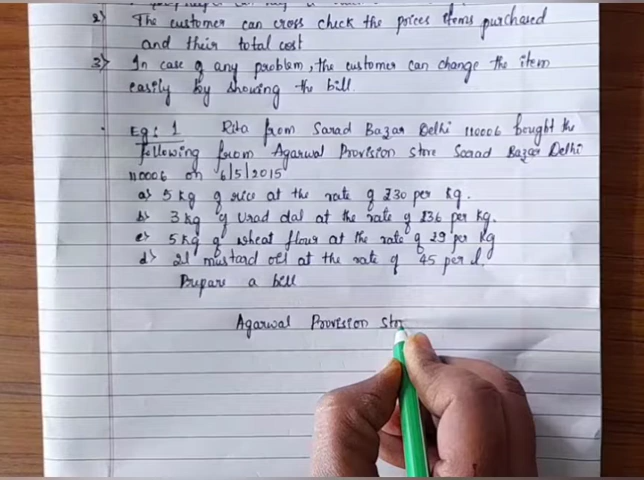 2) The customer can cross check the prices items purchased
and their total cost
3) In case of any problem, the customer can change the item
easily by showing the bill
Eg: 1 Rita from Sarad Bazar Delhi 110006 bought the
following from Agarwal Provision store Sarad Bazar Delhi
110006 on 6/5/2015
a) 5 kg of rice at the rate of ₹30 per kg.
b) 3 kg of Urad dal at the rate of ₹36 per kg.
c) 5 kg of wheat flour at the rate of 29 per kg
d) 2l mustard oil at the rate of 45 per l.
Prepare a bill
Agarwal Provision stor